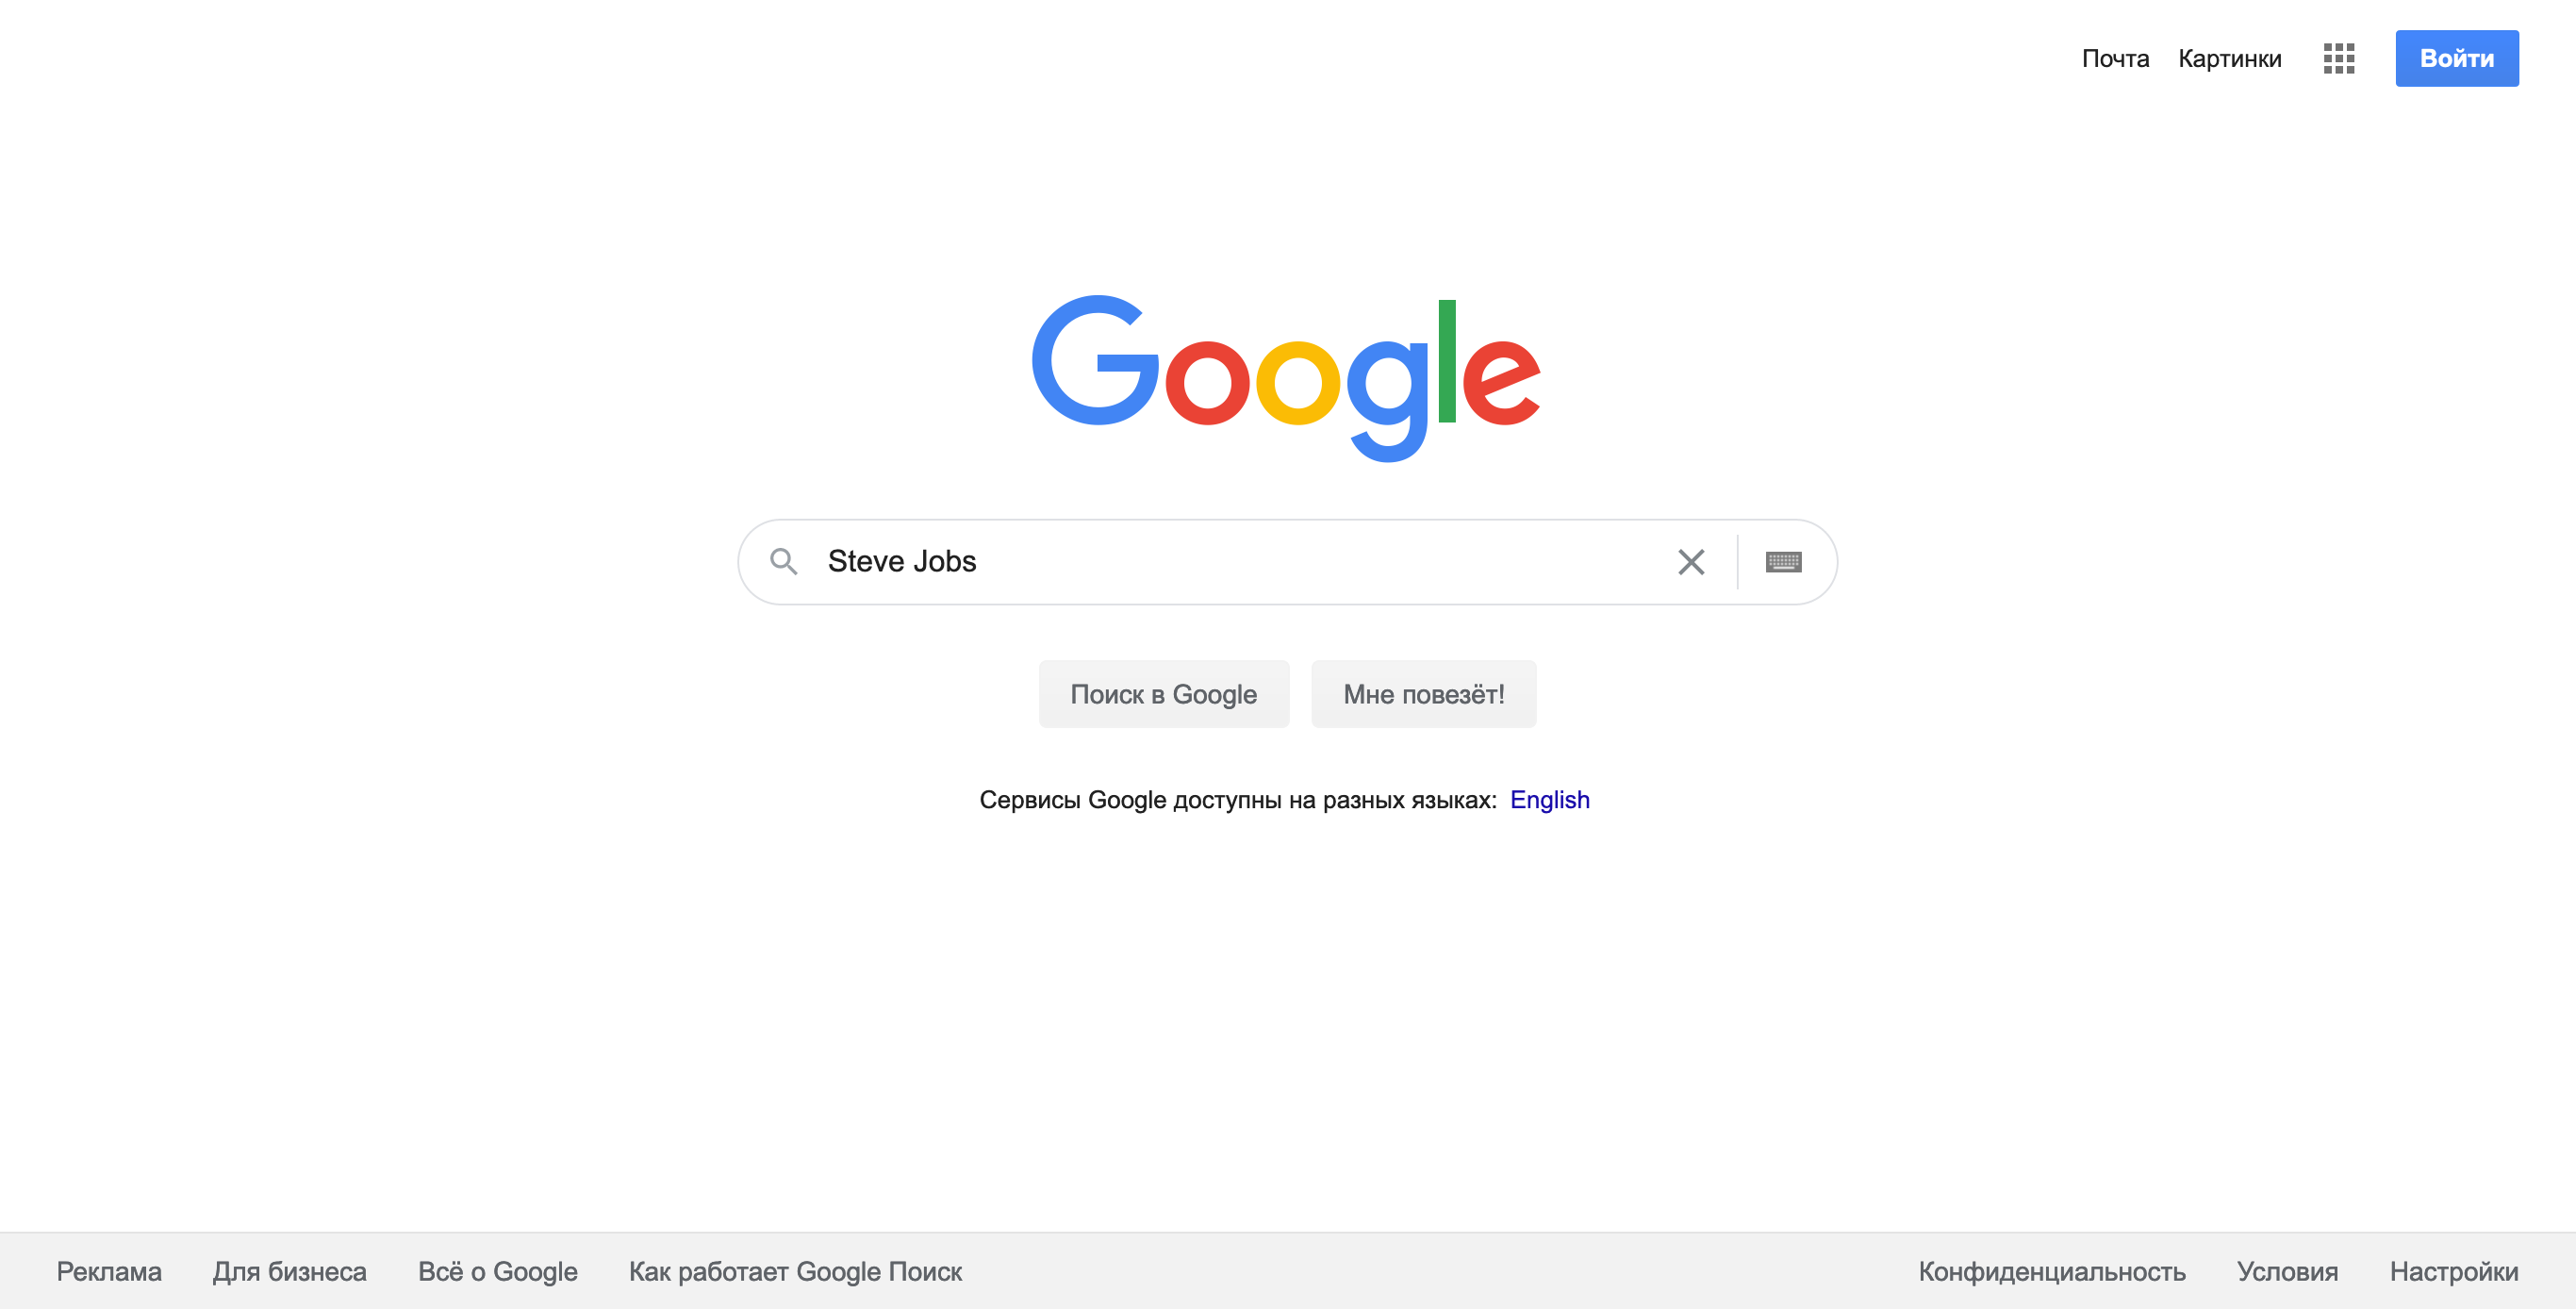 Почта Картинки Войти
Google
Steve Jobs
Поиск в Google Мне повезёт!
Сервисы Google доступны на разных языках: English
Реклама Для бизнеса Всё о Google Как работает Google Поиск Конфиденциальность Условия Настройки